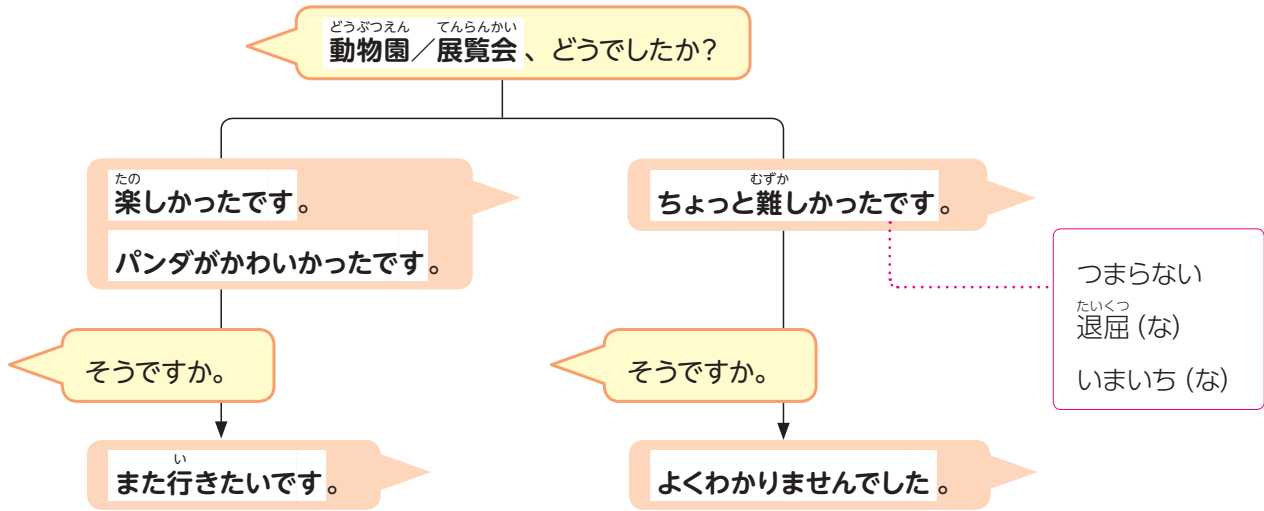 動物園／展覧会、どうでしたか？
どうぶつえん てんらんかい
楽しかったです。
たの
パンダがかわいかったです。
そうですか。
また行きたいです。
い
ちょっと難しかったです。
むずか
そうですか。
よくわかりませんでした。
つまらない
退屈（な）
たいくつ
いまいち（な）